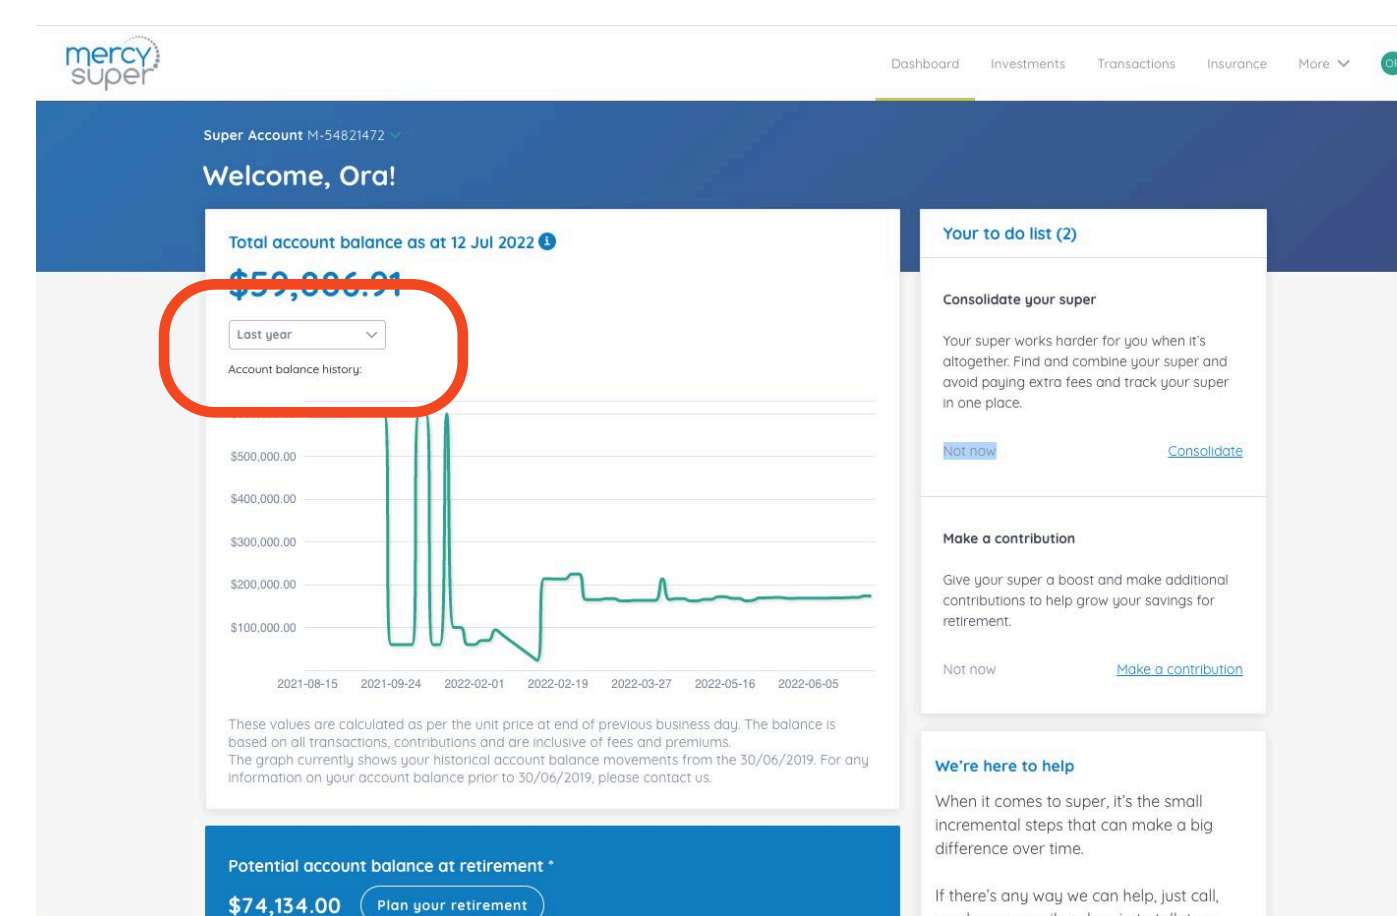 mercy
super
Dashboard Investments Transactions Insurance More
Super Account M-54821472
Welcome, Ora!
Total account balance as at 12 Jul 2022
Last year
Account balance history:
$500,000.00
$400,000.00
$300,000.00
$200,000.00
$100,000.00
2021-08-15 2021-09-24 2022-02-01 2022-02-19 2022-03-27 2022-05-16 2022-06-05
These values are calculated as per the unit price at end of previous business day. The balance is
based on all transactions, contributions and are inclusive of fees and premiums.
The graph currently shows your historical account balance movements from the 30/06/2019. For any
information on your account balance prior to 30/06/2019, please contact us.
Potential account balance at retirement *
$74,134.00 Plan your retirement
Your to do list (2)
Consolidate your super
Your super works harder for you when it's
altogether. Find and combine your super and
avoid paying extra fees and track your super
in one place.
Not now Consolidate
Make a contribution
Give your super a boost and make additional
contributions to help grow your savings for
retirement.
Not now Make a contribution
We're here to help
When it comes to super, it's the small
incremental steps that can make a big
difference over time.
If there's any way we can help, just call,